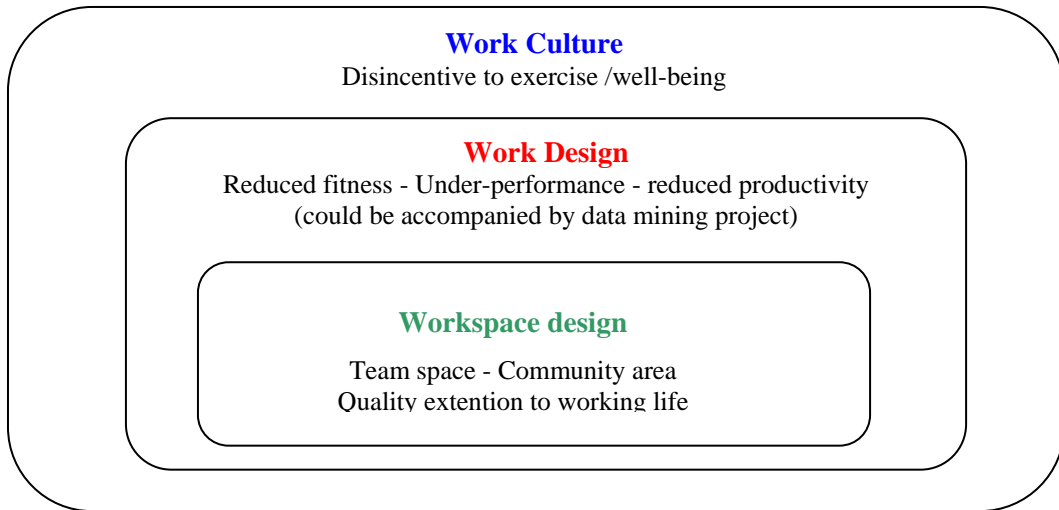 Work Culture
Disincentive to exercise /well-being
Work Design
Reduced fitness - Under-performance - reduced productivity
(could be accompanied by data mining project)
Workspace design
Team space - Community area
Quality extention to working life